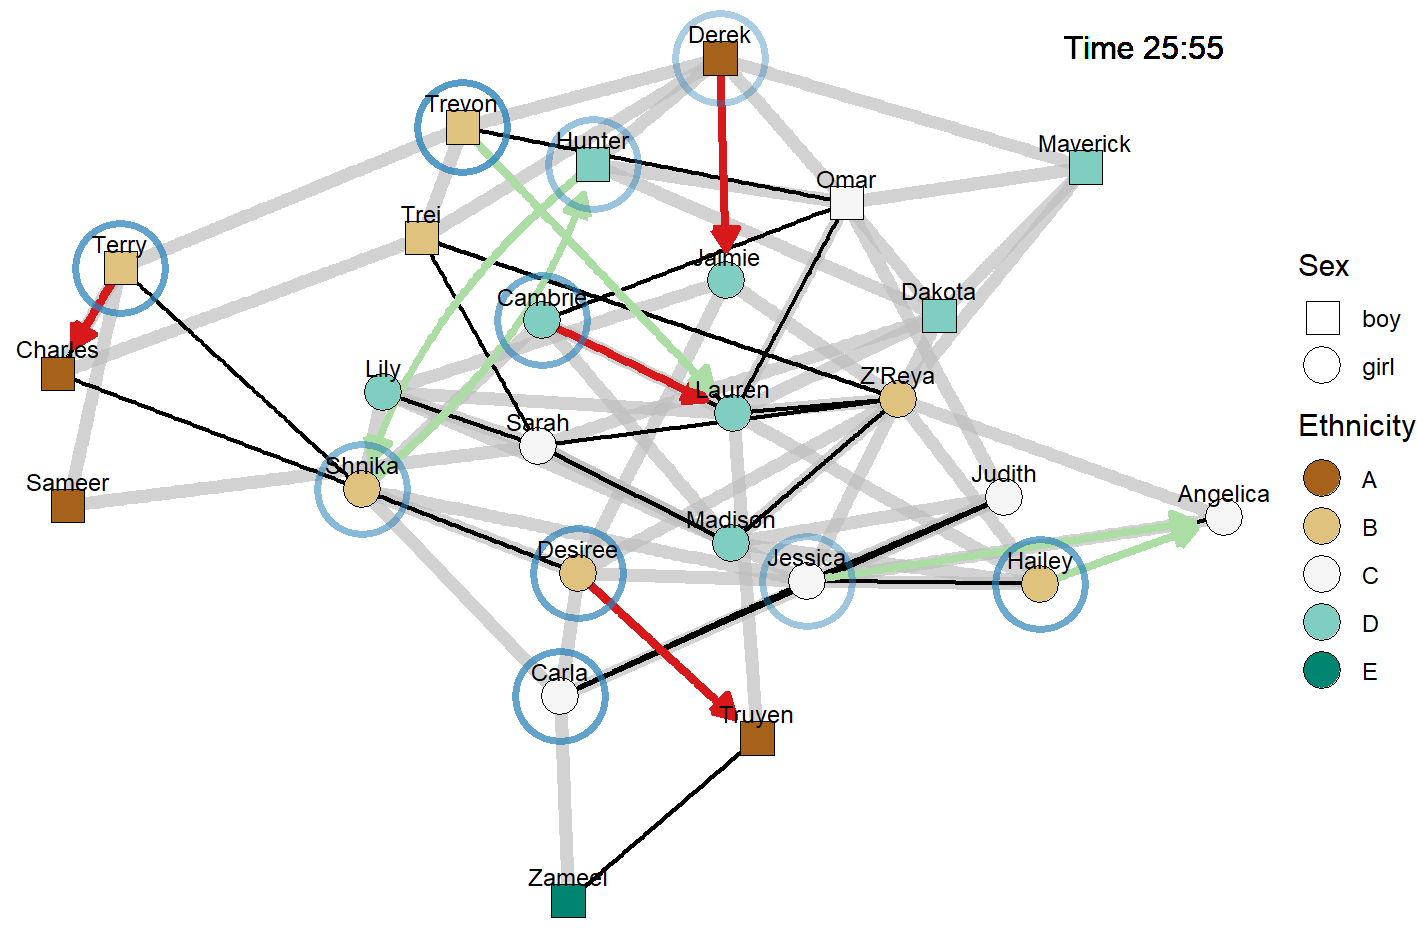 Derek
Time 25:55
Trevon
Hunter
Maverick
Omar
Trei
Terry
Jaimie
Cambrie
Dakota
Charles
Lily
Lauren
Z'Reya
Sarah
Shnika
Sameer
Judith
Angelica
Madison
Desiree
Jessica
Hailey
Carla
Truyen
Zameel
Sex
boy
girl
Ethnicity
A
B
C
D
E